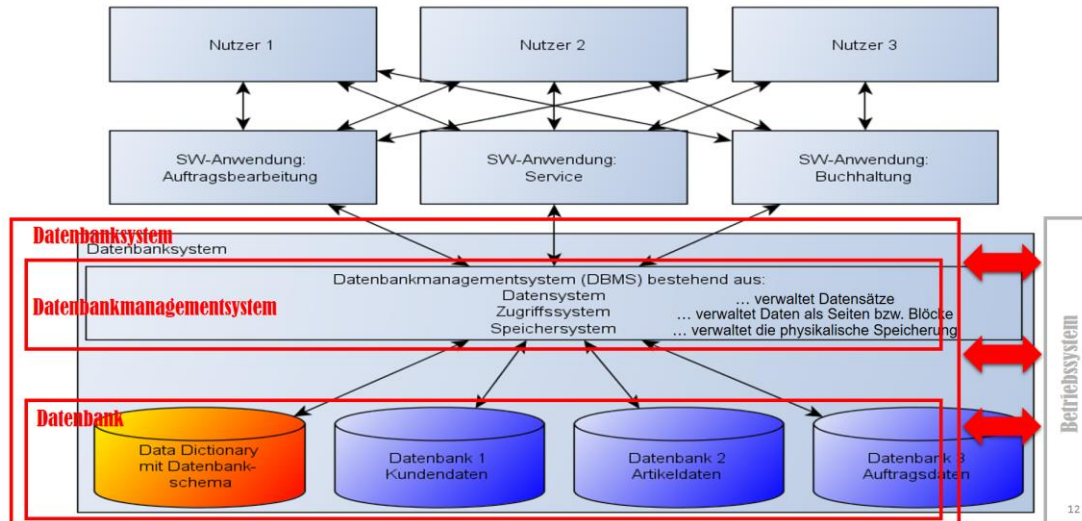 Nutzer 1
Nutzer 2
Nutzer 3
SW-Anwendung:
Auftragsbearbeitung
SW-Anwendung:
Service
SW-Anwendung:
Buchhaltung
Datenbanksystem
Datenbanksystem
Datenbankmanagementsystem
Datenbankmanagementsystem (DBMS) bestehend aus:
Datensystem
Zugriffssystem
Speichersystem
... verwaltet Datensätze
... verwaltet Daten als Seiten bzw. Blöcke
... verwaltet die physikalische Speicherung
Betriebssystem
Datenbank
Data Dictionary
mit Datenbank-
schema
Datenbank 1
Kundendaten
Datenbank 2
Artikeldaten
Datenbank 3
Auftragsdaten
12